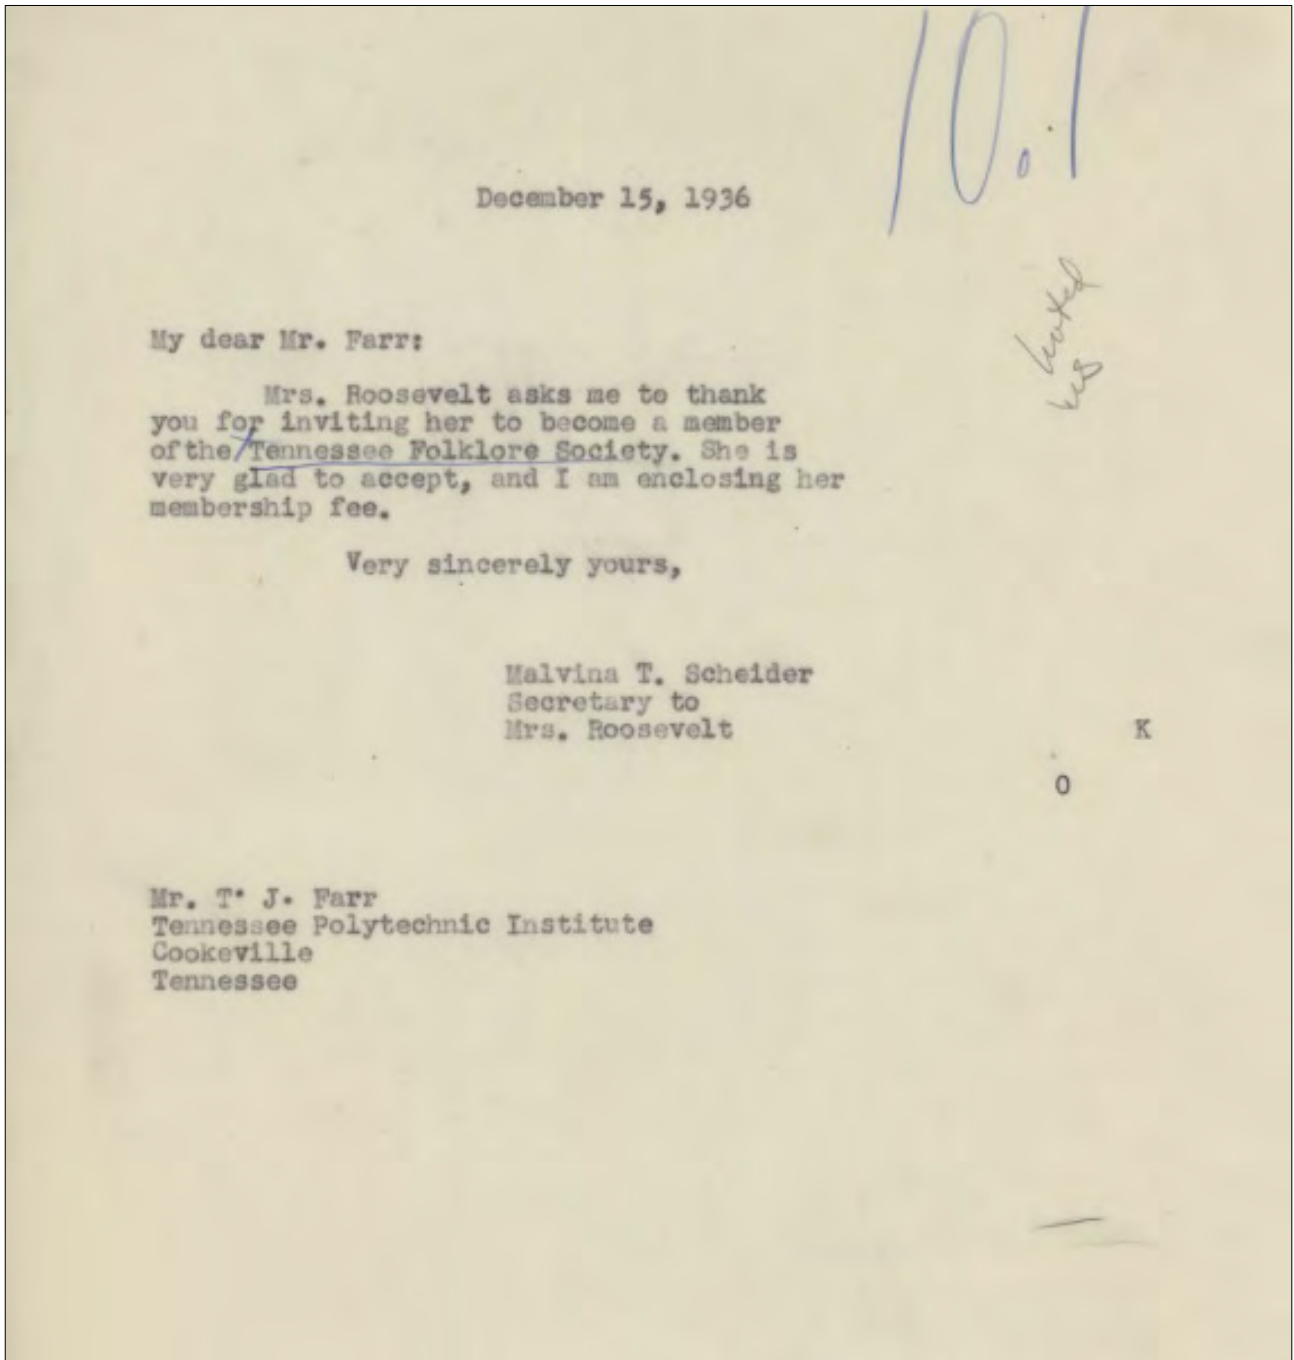 10.1
December 15, 1936
My dear Mr. Farr:
Mrs. Roosevelt asks me to thank
you for inviting her to become a member
ofthe/Tennessee Folklore Society. She is
very glad to accept, and I am enclosing her
membership fee.
Very sincerely yours,
Malvina T. Scheider
Secretary to
Mrs. Roosevelt
K
O
Mr. T. J. Farr
Tennessee Polytechnic Institute
Cookeville
Tennessee